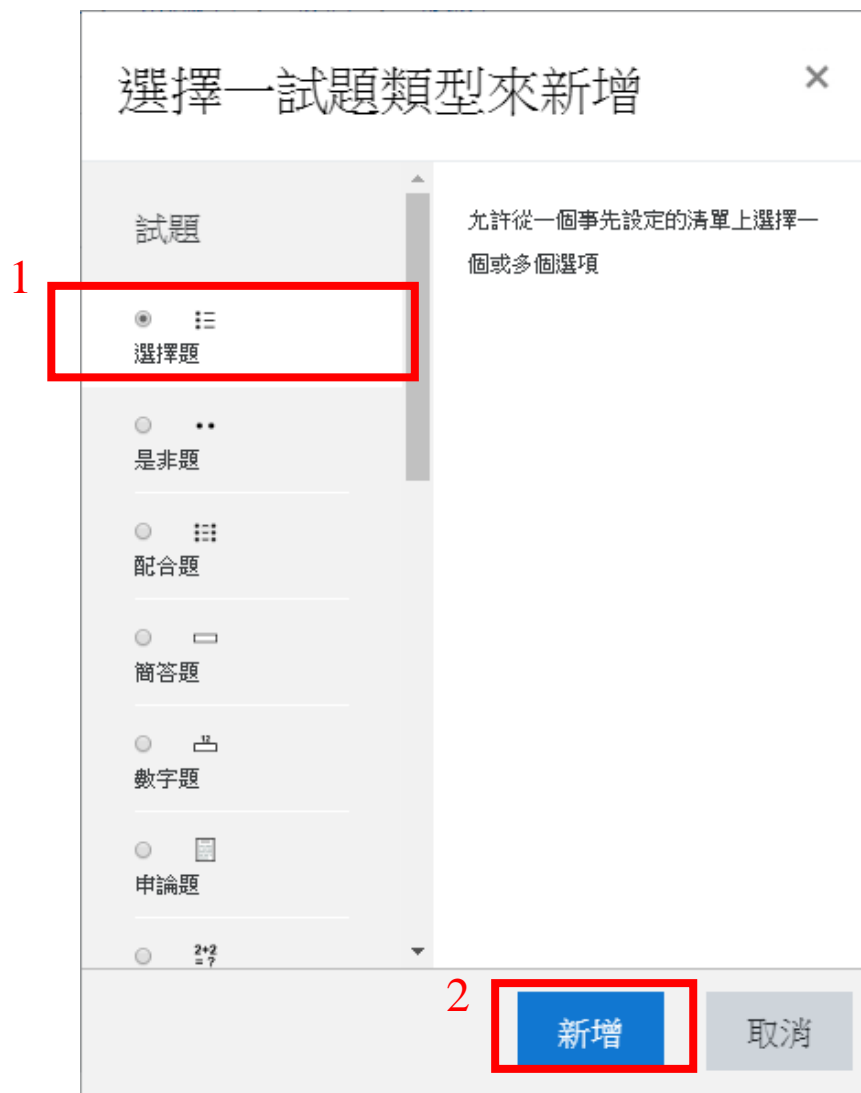 選擇一試題類型來新增
×
試題
允許從一個事先設定的清單上選擇一
個或多個選項
1
選擇題
是非題
配合題
簡答題
12
數字題
申論題
2+2
= ?
2
新增
取消